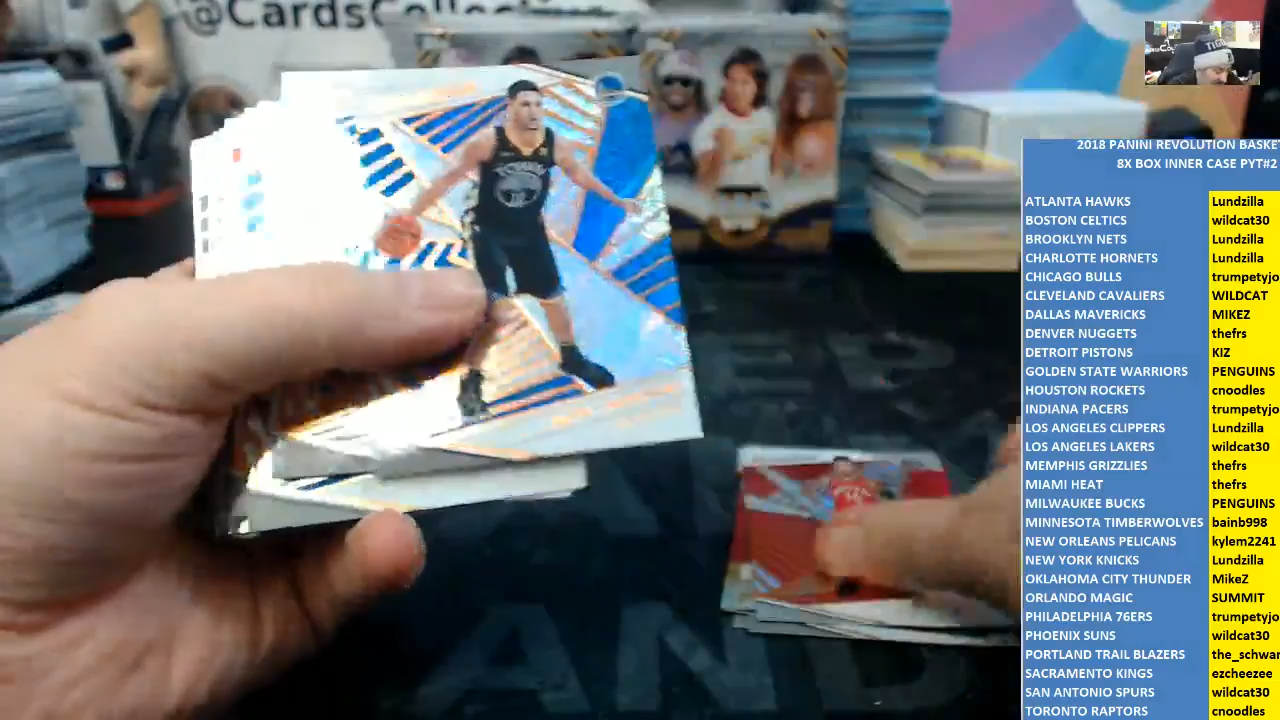 @CardsCollec
TIG
2018 PANINI REVOLUTION BASKE
8X BOX INNER CASE PYT#2
ATLANTA HAWKS Lundzilla
BOSTON CELTICS wildcat30
BROOKLYN NETS Lundzilla
CHARLOTTE HORNETS Lundzilla
CHICAGO BULLS trumpetyjo
CLEVELAND CAVALIERS WILDCAT
DALLAS MAVERICKS MIKEZ
DENVER NUGGETS thefrs
DETROIT PISTONS KIZ
GOLDEN STATE WARRIORS PENGUINS
HOUSTON ROCKETS cnoodles
INDIANA PACERS trumpetyjo
LOS ANGELES CLIPPERS Lundzilla
LOS ANGELES LAKERS wildcat30
MEMPHIS GRIZZLIES thefrs
MIAMI HEAT thefrs
MILWAUKEE BUCKS PENGUINS
MINNESOTA TIMBERWOLVES bainb998
NEW ORLEANS PELICANS kylem2241
NEW YORK KNICKS Lundzilla
OKLAHOMA CITY THUNDER MikeZ
ORLANDO MAGIC SUMMIT
PHILADELPHIA 76ERS trumpetyjo
PHOENIX SUNS wildcat30
PORTLAND TRAIL BLAZERS the_schwar
SACRAMENTO KINGS ezcheezee
SAN ANTONIO SPURS wildcat30
TORONTO RAPTORS cnoodles